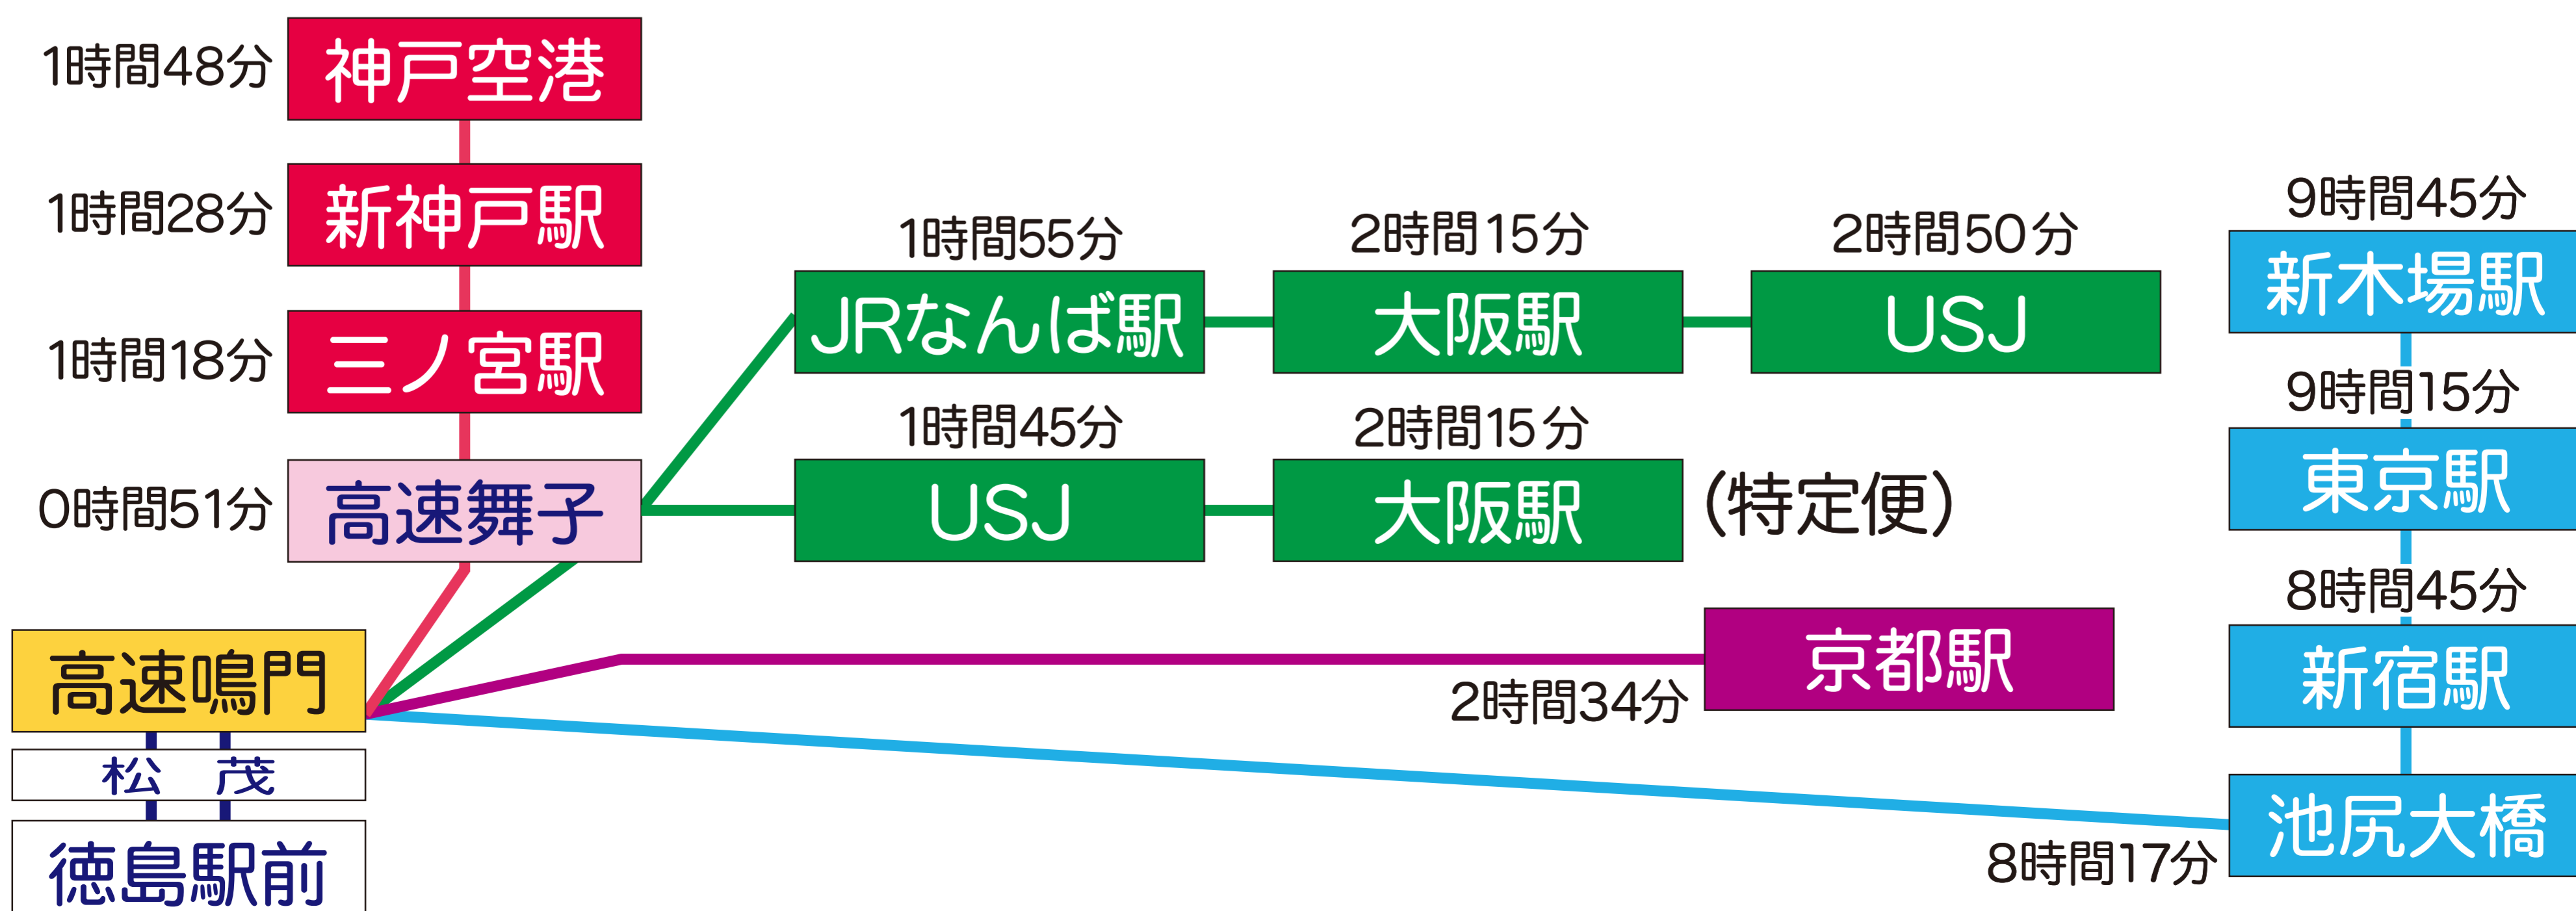 1時間48分
神戸空港
1時間28分
新神戸駅
1時間18分
三ノ宮駅
0時間51分
高速舞子
1時間55分
JRなんば駅
2時間15分
大阪駅
2時間50分
USJ
1時間45分
USJ
2時間15分
大阪駅
(特定便)
2時間34分
京都駅
9時間45分
新木場駅
9時間15分
東京駅
8時間45分
新宿駅
8時間17分
池尻大橋
高速鳴門
松 茂
徳島駅前